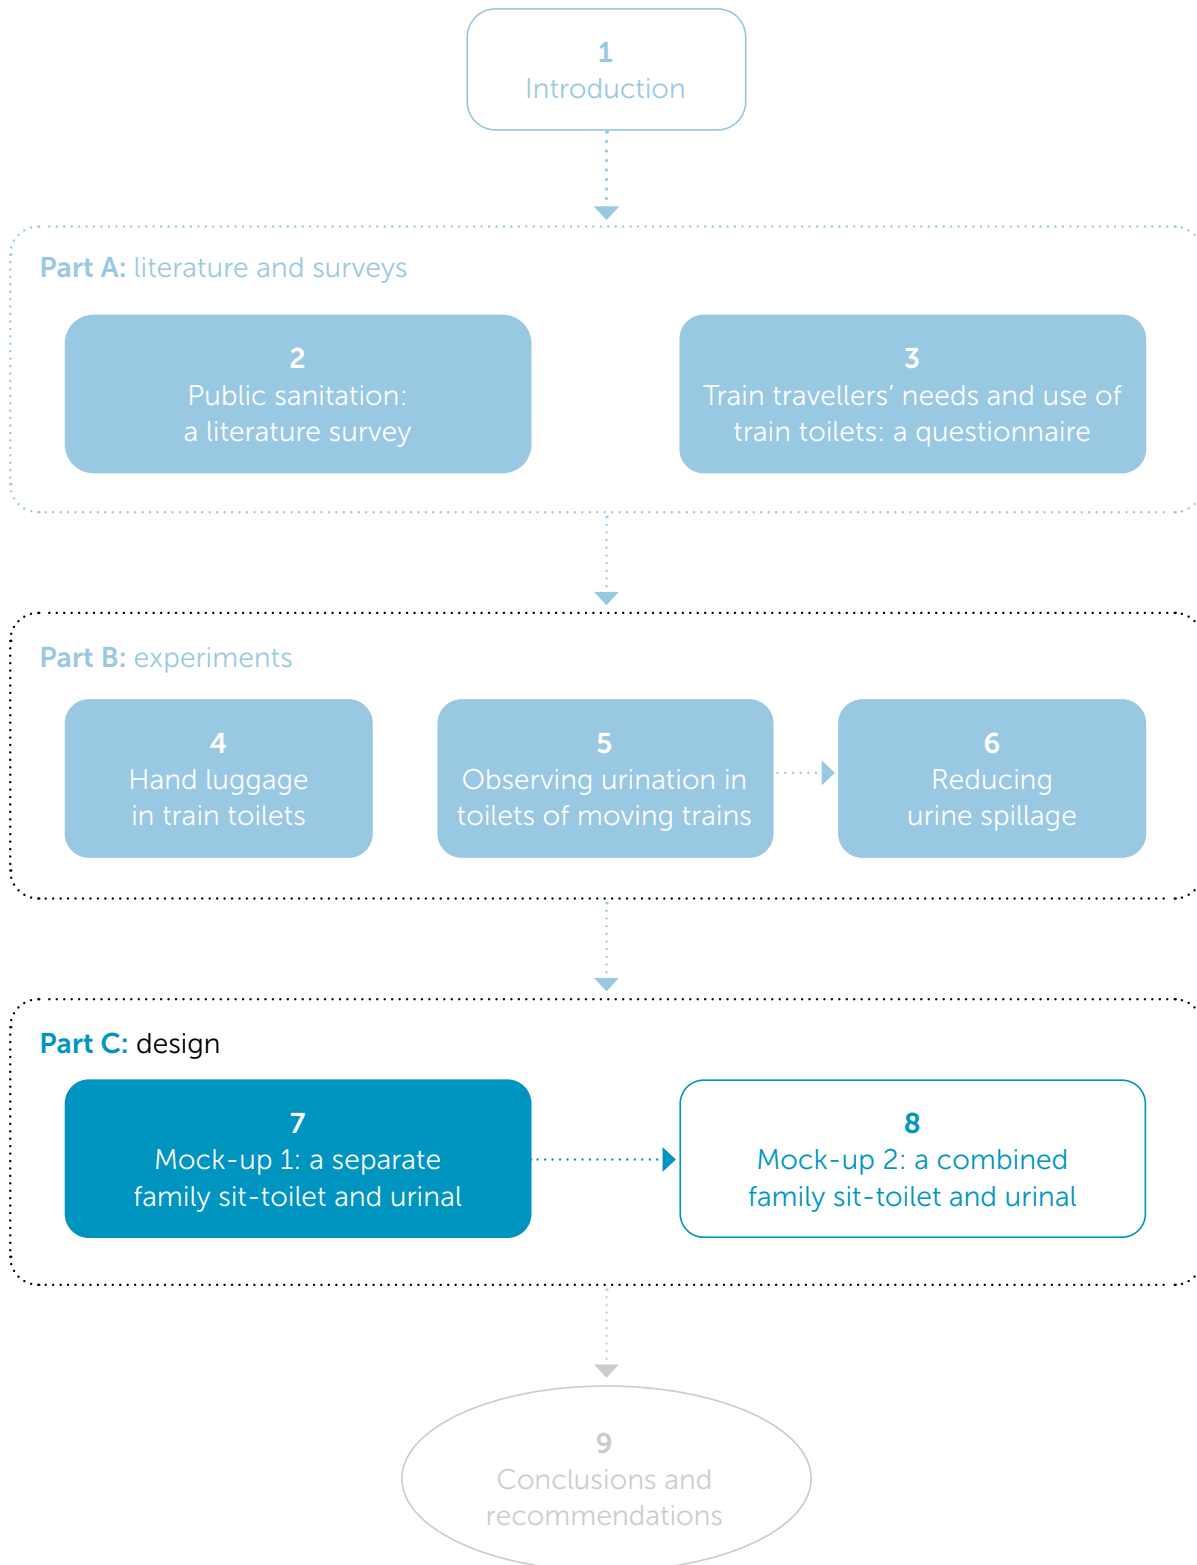 1
Introduction
Part A: literature and surveys
2
Public sanitation:
a literature survey
3
Train travellers’ needs and use of
train toilets: a questionnaire
Part B: experiments
4
Hand luggage
in train toilets
5
Observing urination in
toilets of moving trains
6
Reducing
urine spillage
Part C: design
7
Mock-up 1: a separate
family sit-toilet and urinal
8
Mock-up 2: a combined
family sit-toilet and urinal
9
Conclusions and
recommendations